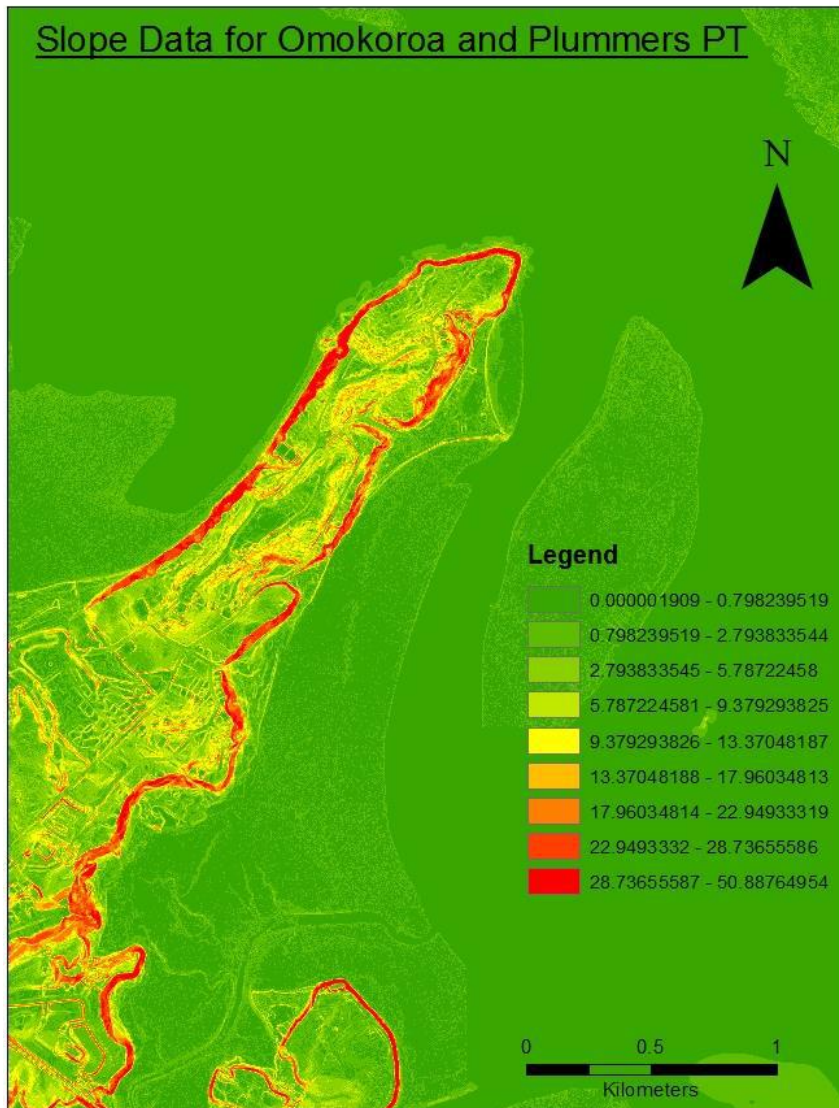 Slope Data for Omokoroa and Plummers PT
N
Legend
0.000001909 - 0.798239519
0.798239519 - 2.793833544
2.793833545 - 5.78722458
5.787224581 - 9.379293825
9.379293826 - 13.37048187
13.37048188 - 17.96034813
17.96034814 - 22.94933319
22.9493332 - 28.73655586
28.73655587 - 50.88764954
0 0.5 1
Kilometers